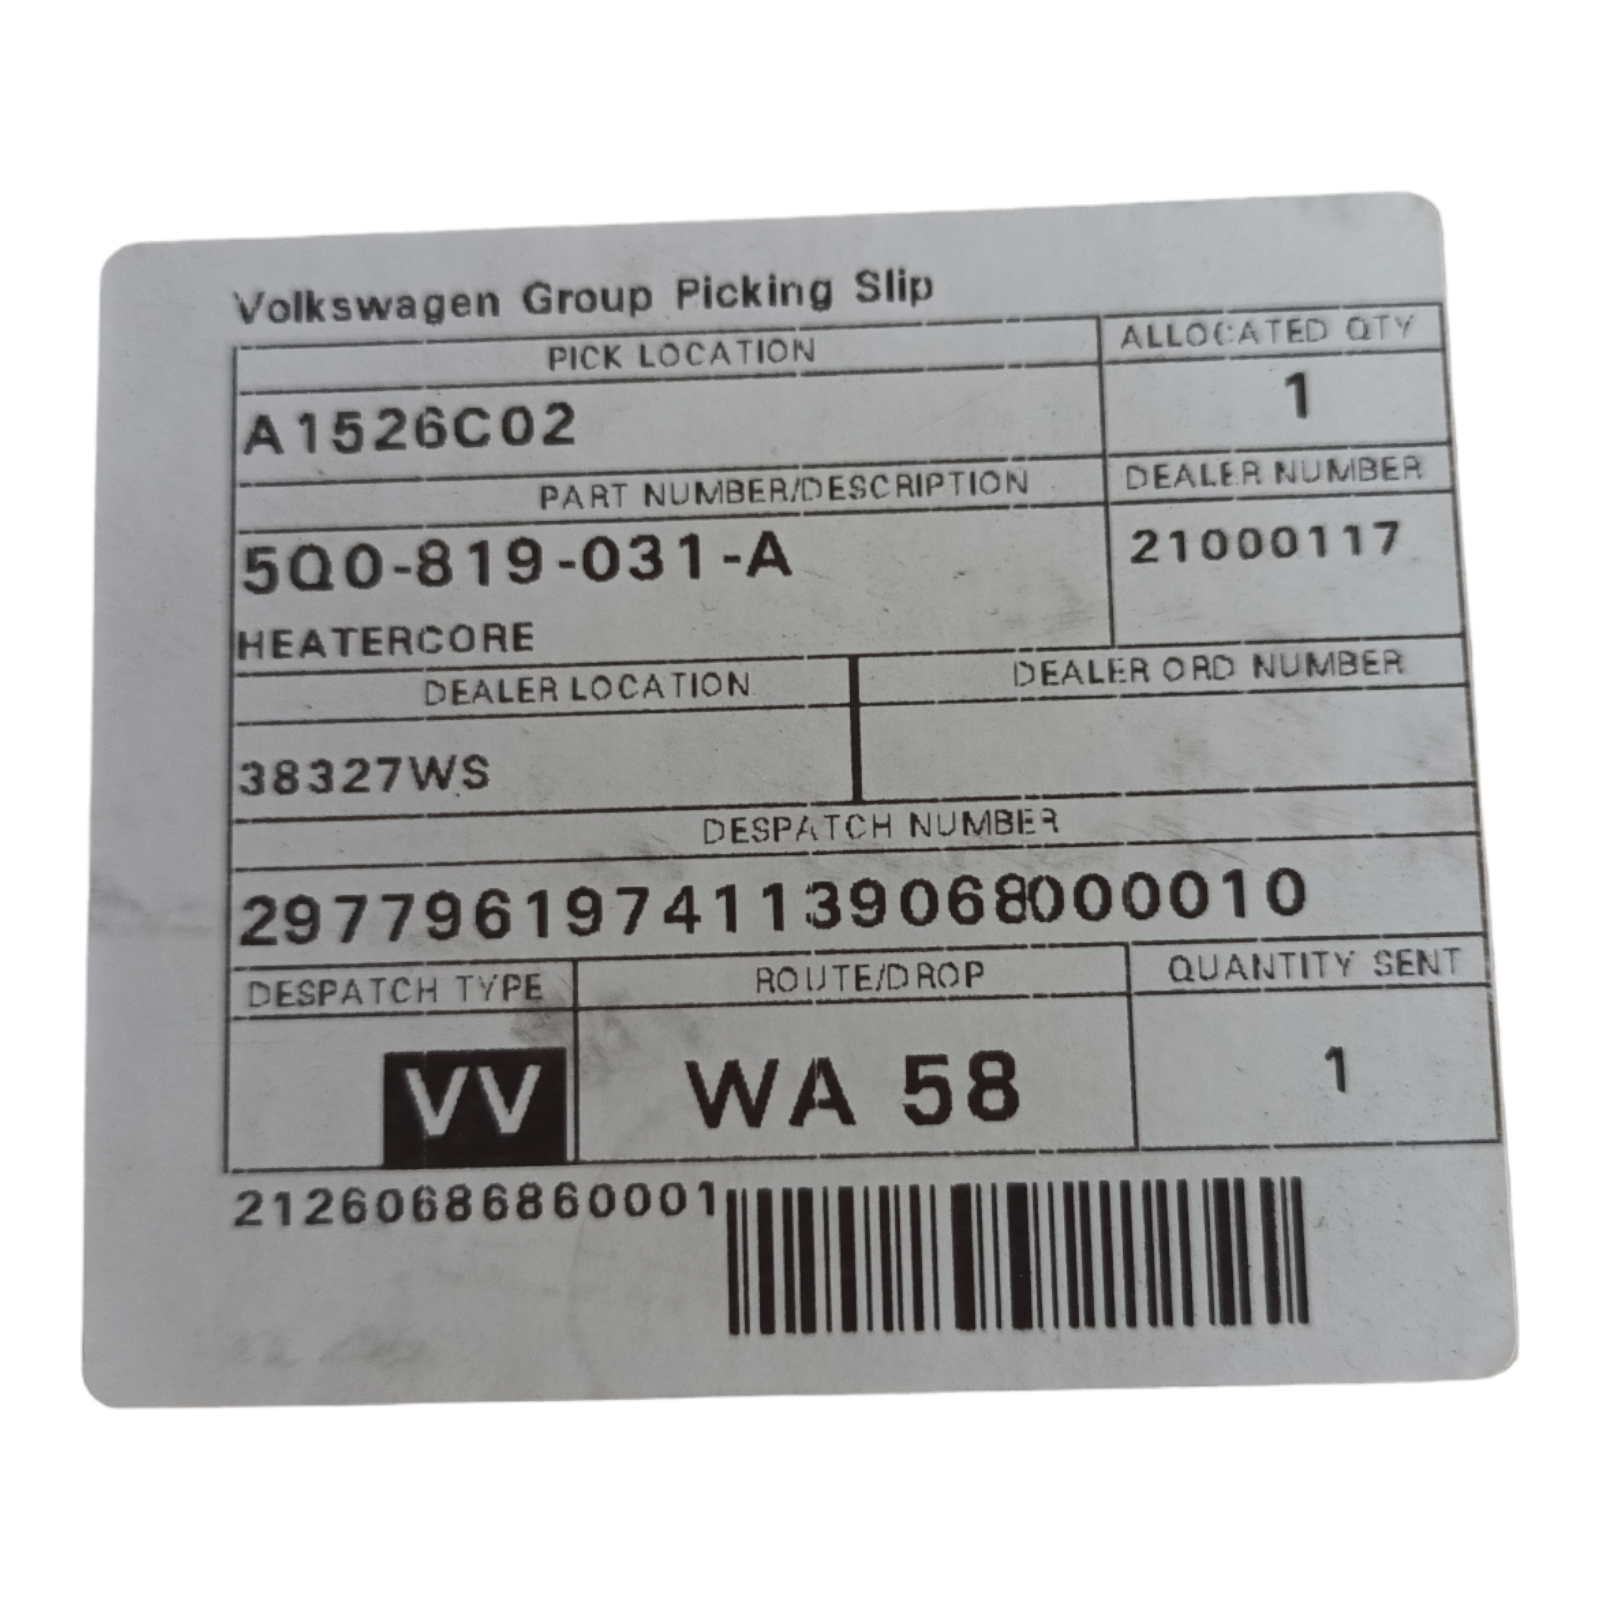 Volkswagen Group Picking Slip
PICK LOCATION
ALLOCATED QTY
A1526C02
1
PART NUMBER/DESCRIPTION
DEALER NUMBER
5Q0-819-031-A
21000117
HEATERCORE
DEALER LOCATION
DEALER ORD NUMBER
38327WS
DESPATCH NUMBER
29779619741139068000010
DESPATCH TYPE
ROUTE/DROP
QUANTITY SENT
VV
WA 58
1
21260686860001